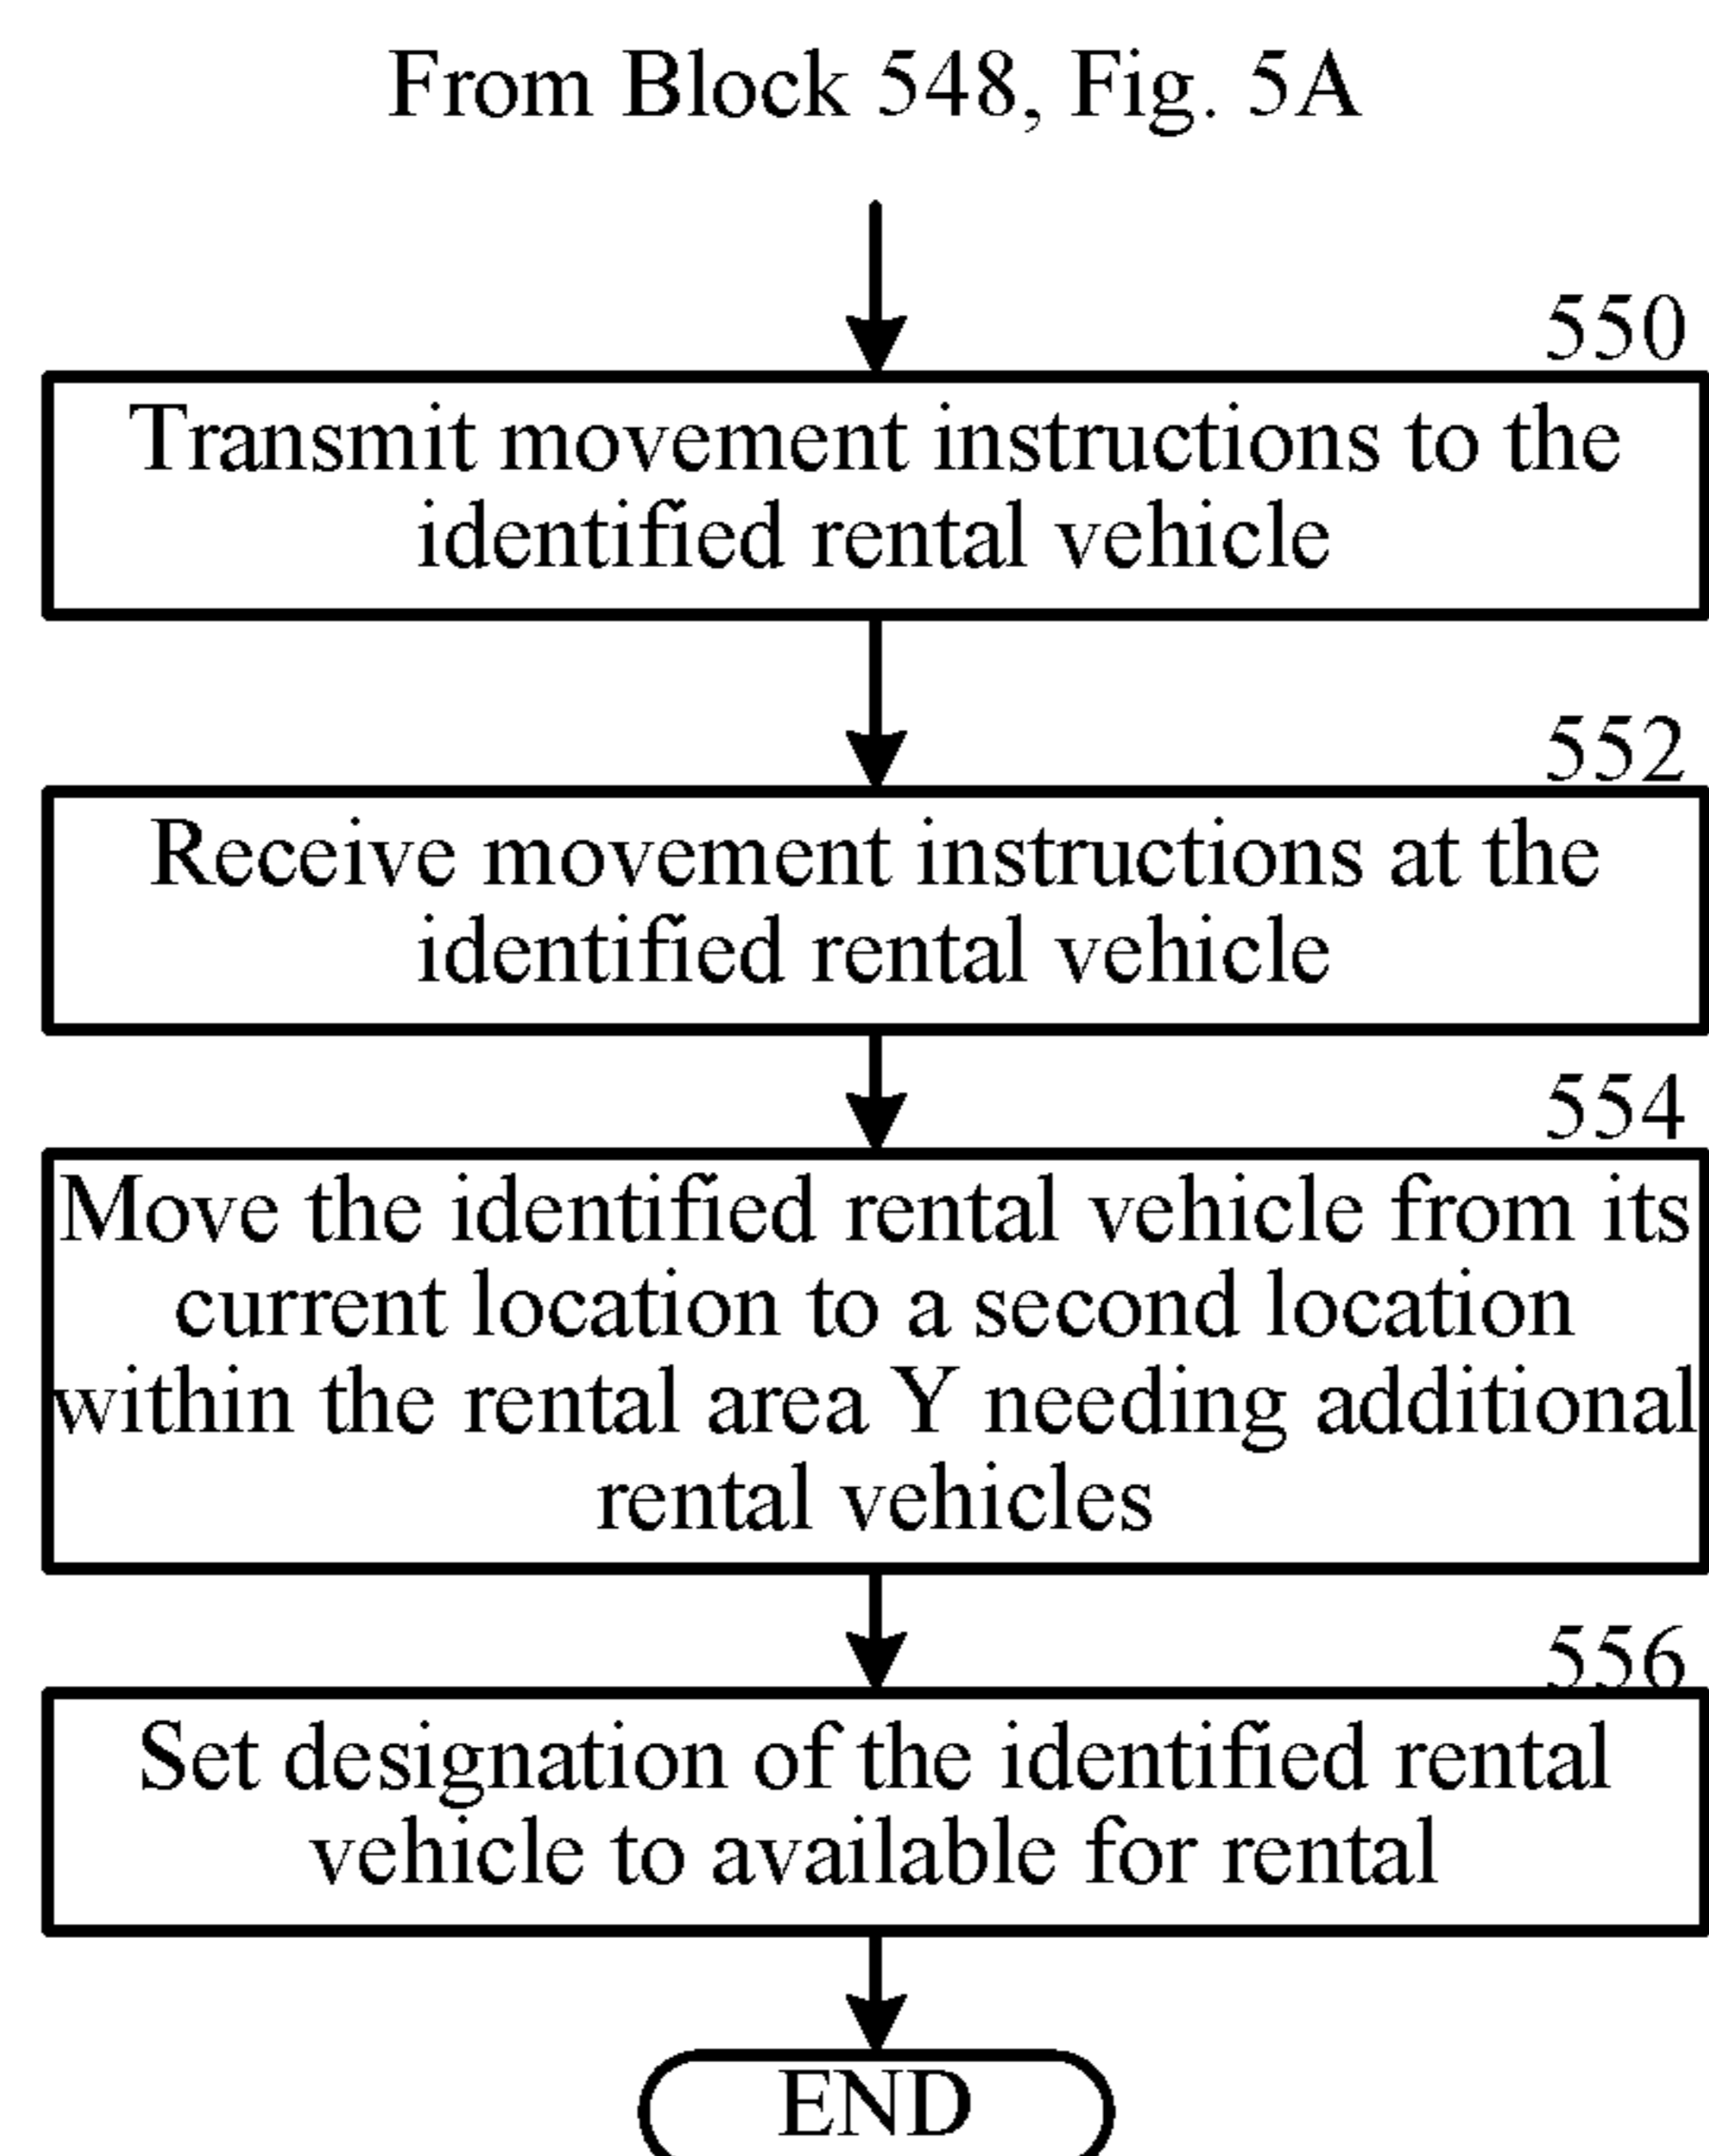 From Block 548, Fig. 5A
550
Transmit movement instructions to the
identified rental vehicle
552
Receive movement instructions at the
identified rental vehicle
554
Move the identified rental vehicle from its
current location to a second location
within the rental area Y needing additional
rental vehicles
556
Set designation of the identified rental
vehicle to available for rental
END